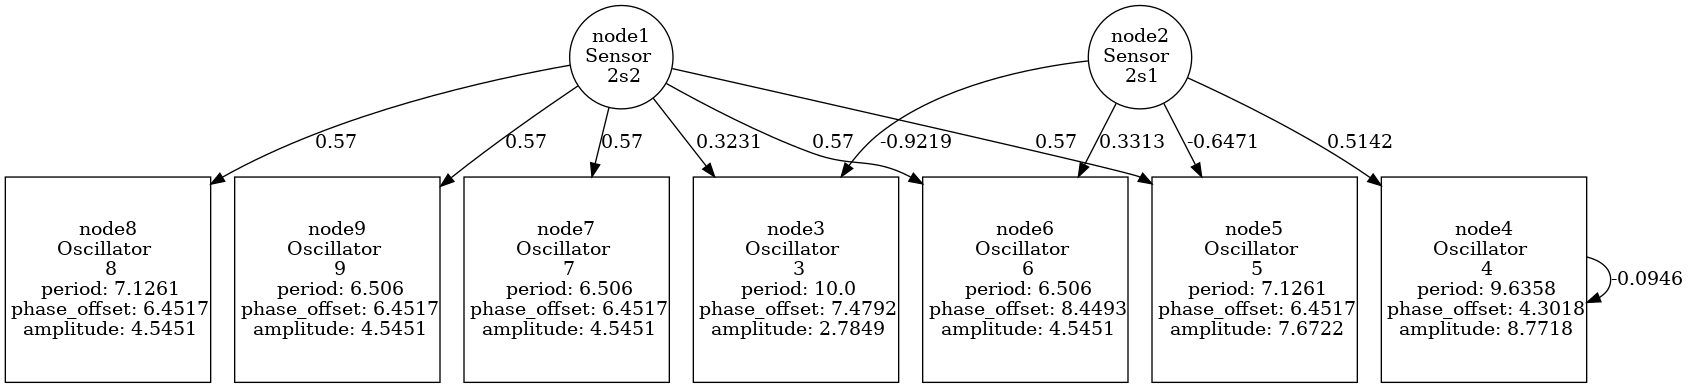 node1
Sensor
2s2
node2
Sensor
2s1
0.57
0.57
0.57
0.3231
0.57
-0.9219
0.57
0.3313
-0.6471
0.5142
node8
Oscillator
8
period: 7.1261
phase_offset: 6.4517
amplitude: 4.5451
node9
Oscillator
9
period: 6.506
phase_offset: 6.4517
amplitude: 4.5451
node7
Oscillator
7
period: 6.506
phase_offset: 6.4517
amplitude: 4.5451
node3
Oscillator
3
period: 10.0
phase_offset: 7.4792
amplitude: 2.7849
node6
Oscillator
6
period: 6.506
phase_offset: 8.4493
amplitude: 4.5451
node5
Oscillator
5
period: 7.1261
phase_offset: 6.4517
amplitude: 7.6722
node4
Oscillator
4
period: 9.6358
phase_offset: 4.3018
amplitude: 8.7718
-0.0946